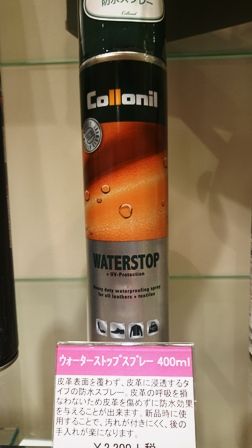 防水スプレー
Collonil
Collonil
WATERSTOP
+ UV-Protection
Heavy duty waterproofing spray
for all leathers + textiles
ウォーターストップスプレー 400ml
皮革表面を覆わず、皮革に浸透するタ
イプの防水スプレー。皮革の呼吸を損
なわないため皮革を傷めずに防水効果
を与えることが出来ます。新品時に使
用することで、汚れが付きにくく、後の
手入れが楽になります。